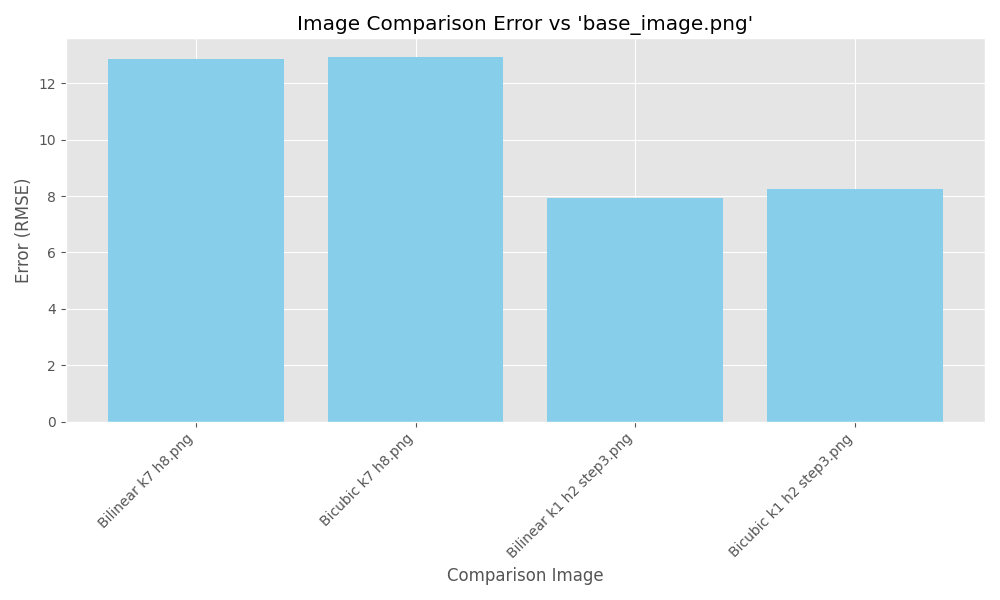 Image Comparison Error vs 'base_image.png'
Error (RMSE)
12
10
8
6
4
2
0
Bilinear k7 h8.png
Bicubic k7 h8.png
Bilinear k1 h2 step3.png
Bicubic k1 h2 step3.png
Comparison Image